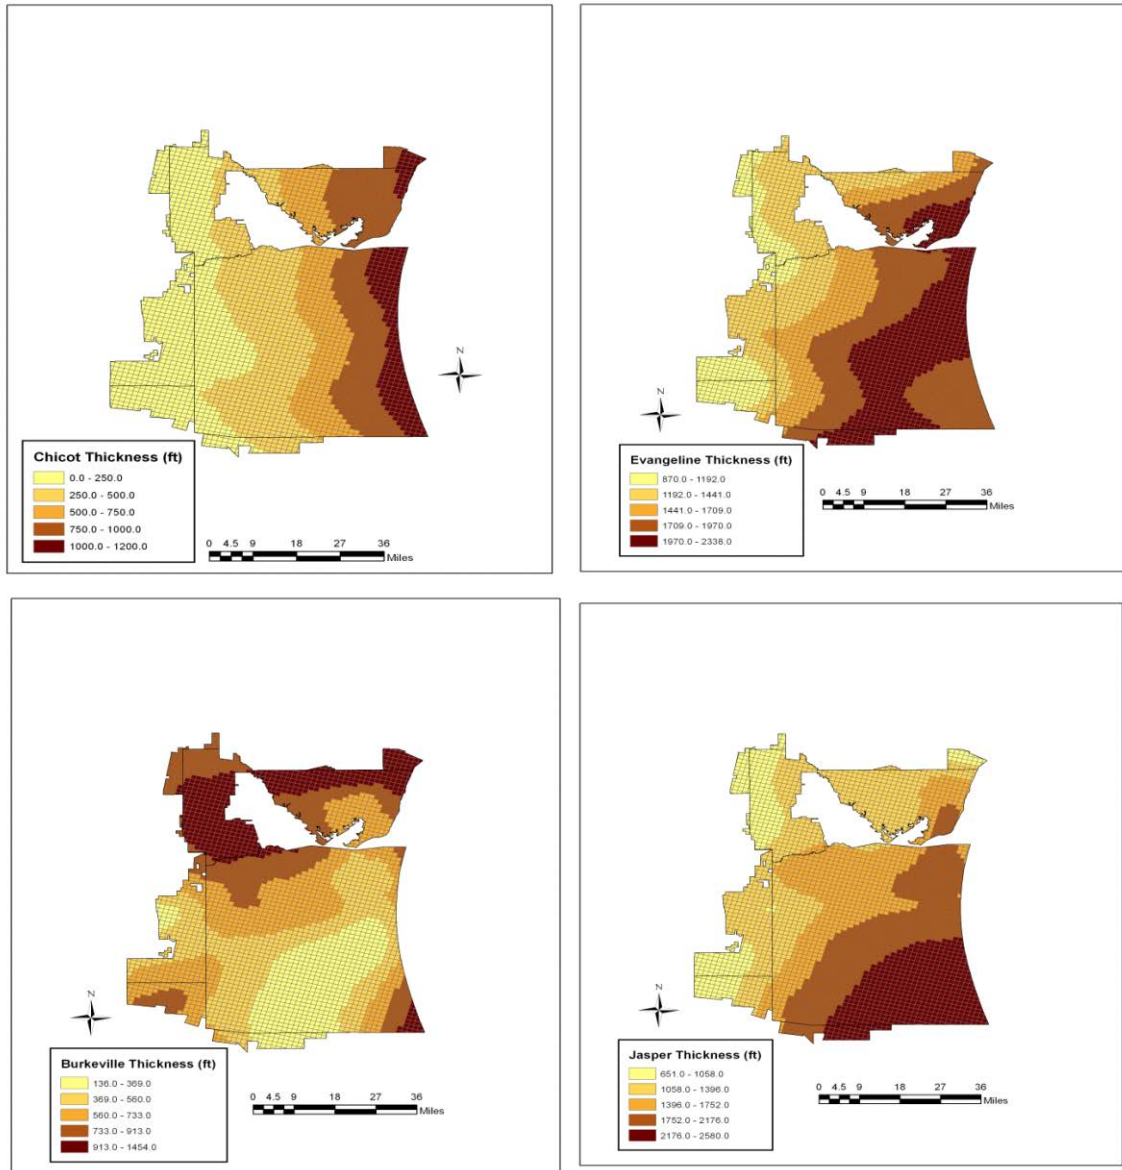 N
Chicot Thickness (ft)
0.0 - 250.0
250.0 - 500.0
500.0 - 750.0
750.0 - 1000.0
1000.0 - 1200.0
0 4.5 9 18 27 36
Miles
N
Evangeline Thickness (ft)
870.0 - 1192.0
1192.0 - 1441.0
1441.0 - 1709.0
1709.0 - 1970.0
1970.0 - 2338.0
0 4.5 9 18 27 36
Miles
N
Burkeville Thickness (ft)
136.0 - 369.0
369.0 - 560.0
560.0 - 733.0
733.0 - 913.0
913.0 - 1454.0
0 4.5 9 18 27 36
Miles
N
Jasper Thickness (ft)
651.0 - 1058.0
1058.0 - 1396.0
1396.0 - 1752.0
1752.0 - 2176.0
2176.0 - 2580.0
0 4.5 9 18 27 36
Miles